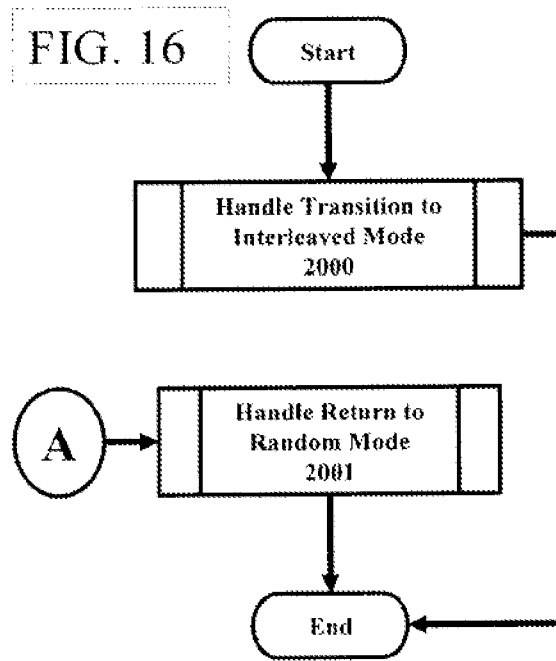 FIG. 16
Start
Handle Transition to
Interleaved Mode
2000
A
Handle Return to
Random Mode
2001
End